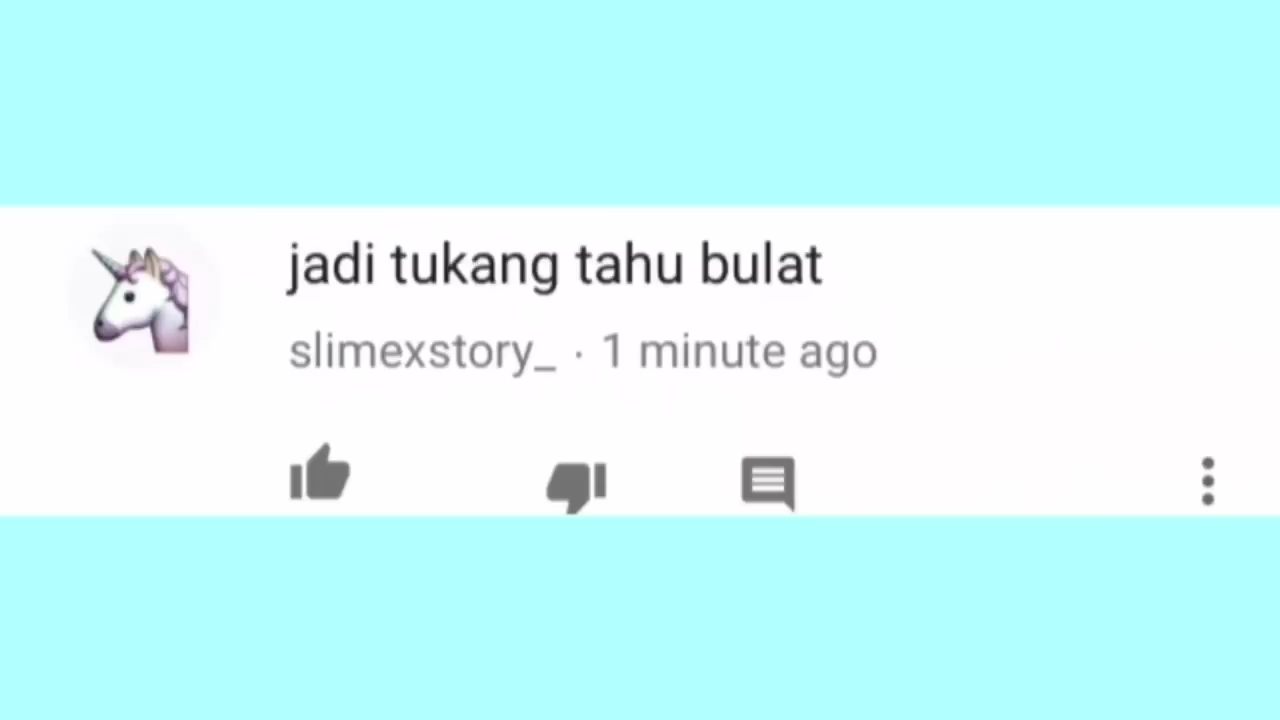 jadi tukang tahu bulat
slimexstory_ · 1 minute ago